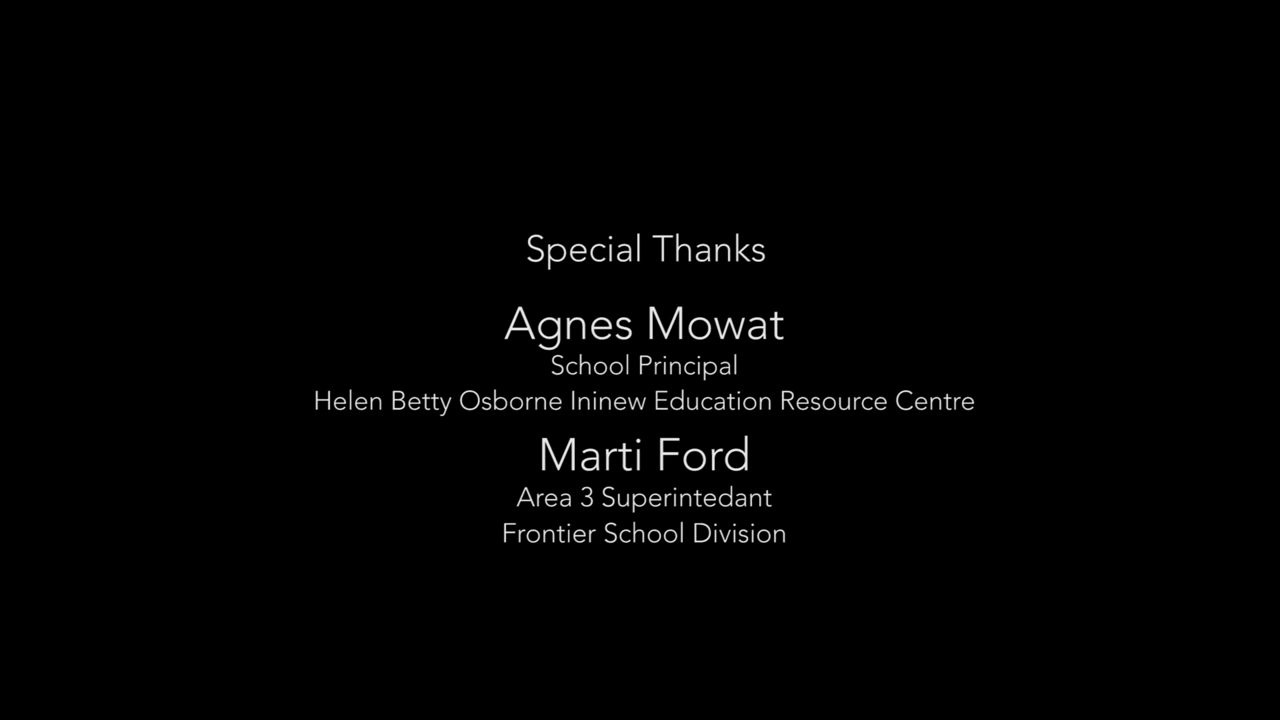 Special Thanks
Agnes Mowat
School Principal
Helen Betty Osborne Ininew Education Resource Centre
Marti Ford
Area 3 Superintedant
Frontier School Division